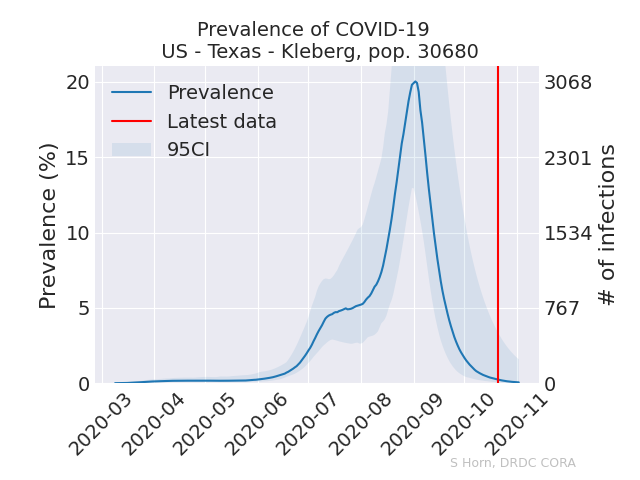 Prevalence of COVID-19
US - Texas - Kleberg, pop. 30680
Prevalence
Latest data
95CI
Prevalence (%)
20
15
10
5
0
3068
2301
1534
767
0
# of infections
2020-03
2020-04
2020-05
2020-06
2020-07
2020-08
2020-09
2020-10
2020-11
S Horn, DRDC CORA